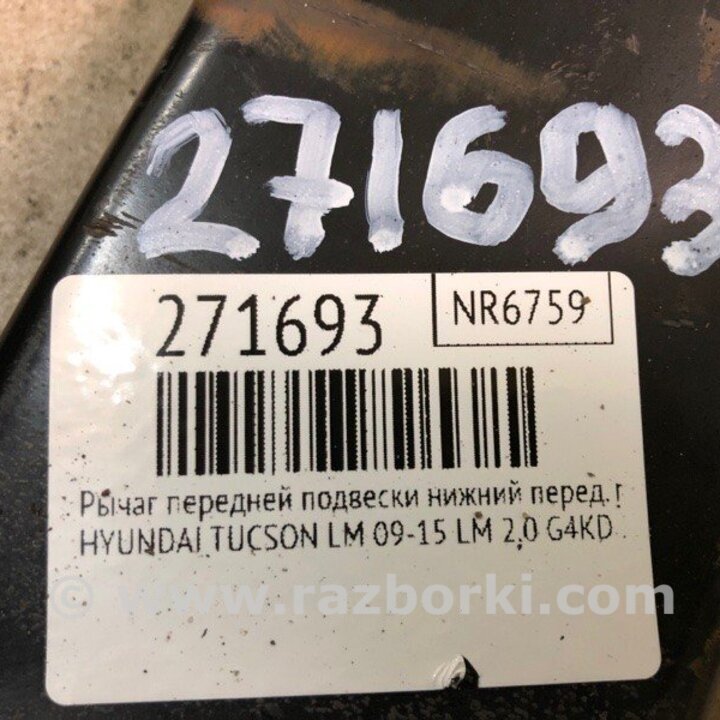 271693
271693
NR6759
Рычаг передней подвески нижний перед. г
HYUNDAI TUCSON LM 09-15 LM 2,0 G4KD
© www.razborki.com